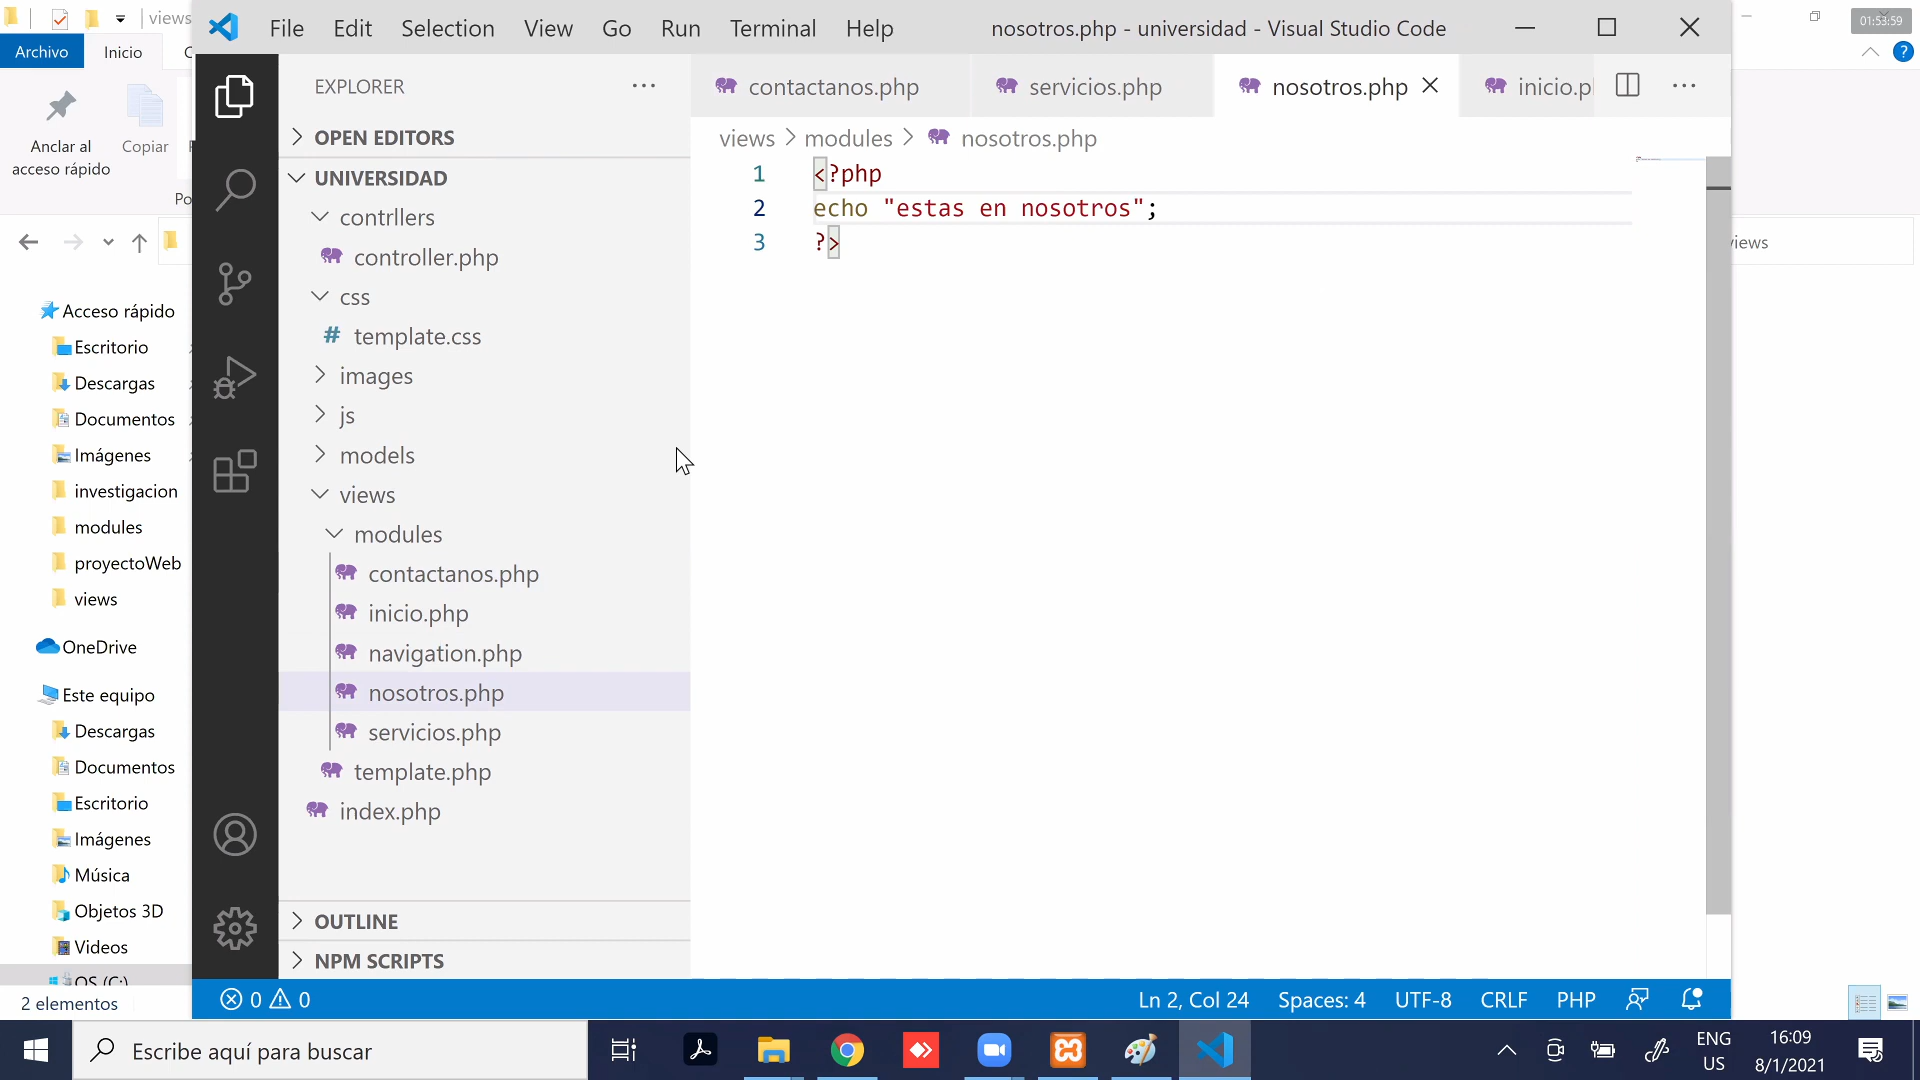 views
File Edit Selection View Go Run Terminal Help
nosotros.php - universidad - Visual Studio Code
01:53:59
Archivo Inicio
Anclar al
acceso rápido
Copiar
2 elementos
Acceso rápido
Escritorio
Descargas
Documentos
Imágenes
investigacion
modules
proyectoWeb
views
OneDrive
Este equipo
Descargas
Documentos
Escritorio
Imágenes
Música
Objetos 3D
Videos
OS (C:)
EXPLORER
OPEN EDITORS
UNIVERSIDAD
contrllers
controller.php
css
template.css
images
js
models
views
modules
contactanos.php
inicio.php
navigation.php
nosotros.php
servicios.php
template.php
index.php
OUTLINE
NPM SCRIPTS
contactanos.php servicios.php nosotros.php inicio.p
views > modules > nosotros.php
1 <?php
2 echo "estas en nosotros";
3 ?>
0 0
Ln 2, Col 24 Spaces: 4 UTF-8 CRLF PHP
Escribe aquí para buscar
ENG
US
16:09
8/1/2021